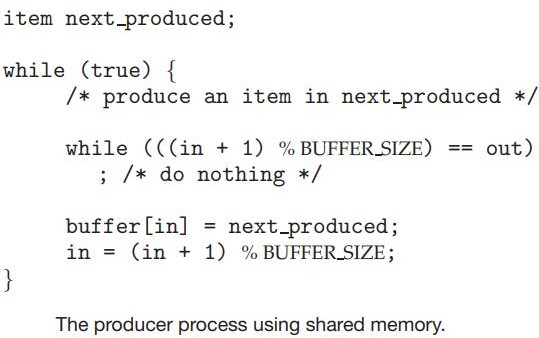 item next_produced;
while (true) {
/* produce an item in next_produced */
while (((in + 1) % BUFFER_SIZE) == out)
; /* do nothing */
buffer[in] = next_produced;
in = (in + 1) % BUFFER_SIZE;
}
The producer process using shared memory.